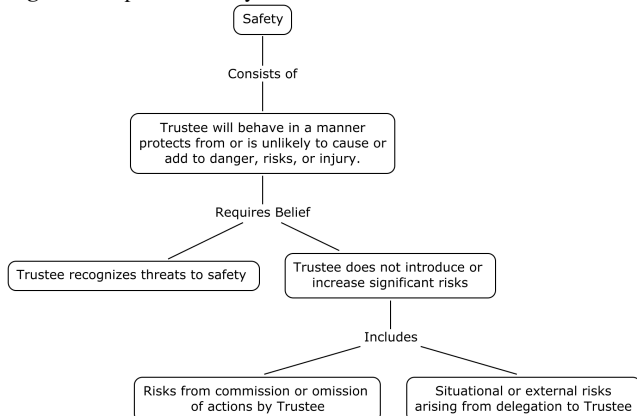 Safety
Consists of
Trustee will behave in a manner
protects from or is unlikely to cause or
add to danger, risks, or injury.
Requires Belief
Trustee recognizes threats to safety
Trustee does not introduce or
increase significant risks
Includes
Risks from commission or omission
of actions by Trustee
Situational or external risks
arising from delegation to Trustee